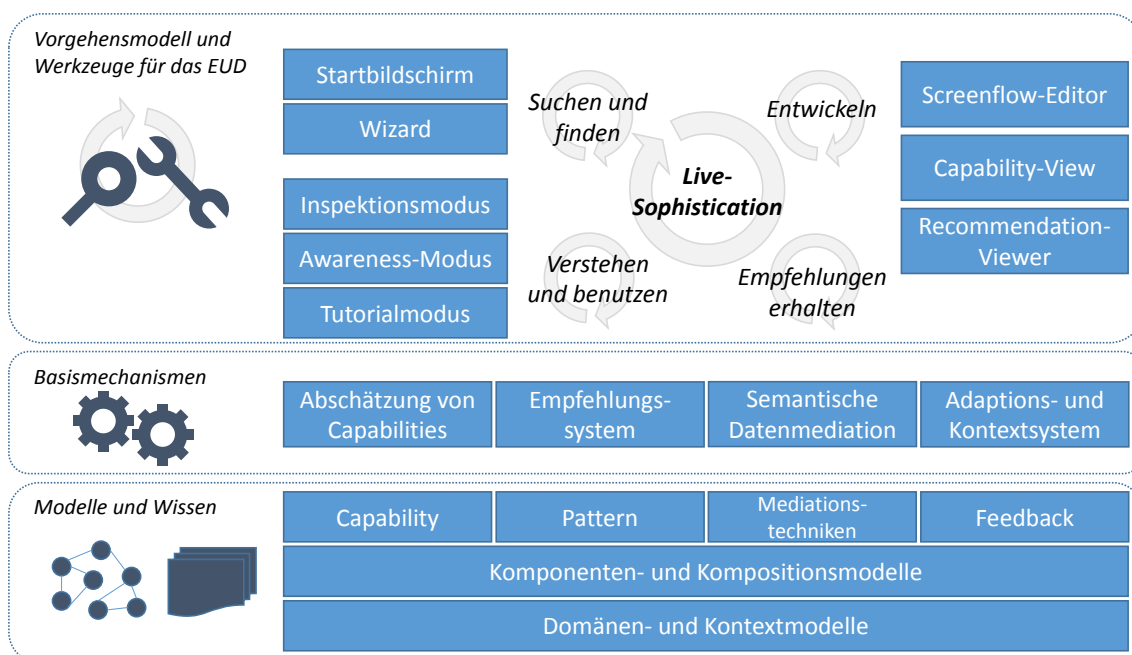 Vorgehensmodell und
Werkzeuge für das EUD
Startbildschirm
Wizard
Inspektionsmodus
Awareness-Modus
Tutorialmodus
Suchen und
finden
Entwickeln
Live-
Sophistication
Verstehen
und benutzen
Empfehlungen
erhalten
Screenflow-Editor
Capability-View
Recommendation-
Viewer
Basismechanismen
Abschätzung von
Capabilities
Empfehlungs-
system
Semantische
Datenmediation
Adaptions- und
Kontextsystem
Modelle und Wissen
Capability
Pattern
Mediations-
techniken
Feedback
Komponenten- und Kompositionsmodelle
Domänen- und Kontextmodelle